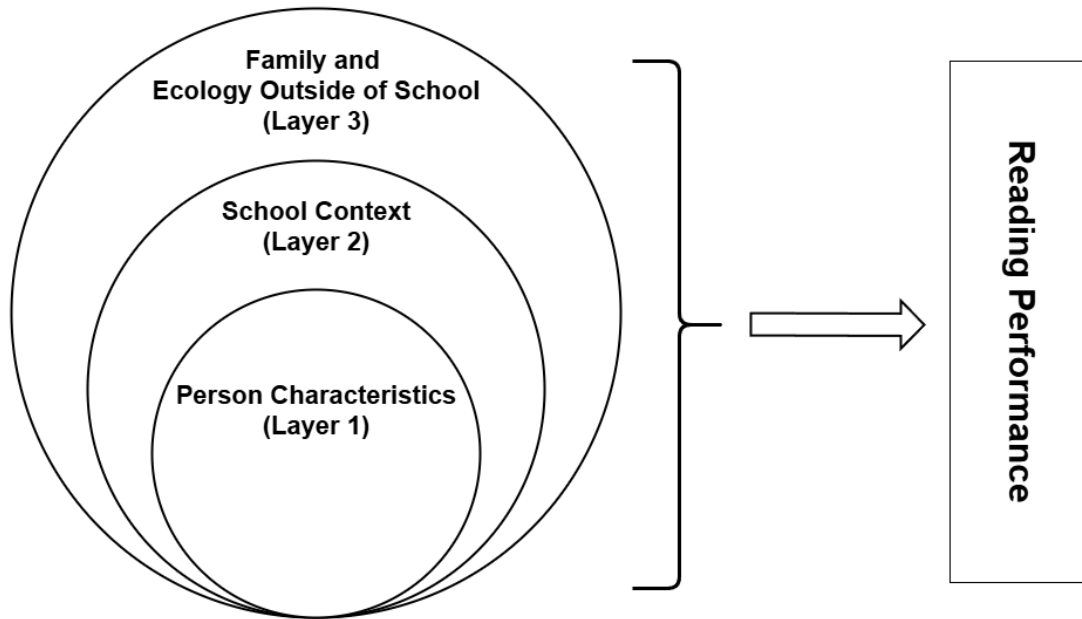 Family and
Ecology Outside of School
(Layer 3)
School Context
(Layer 2)
Person Characteristics
(Layer 1)
Reading Performance